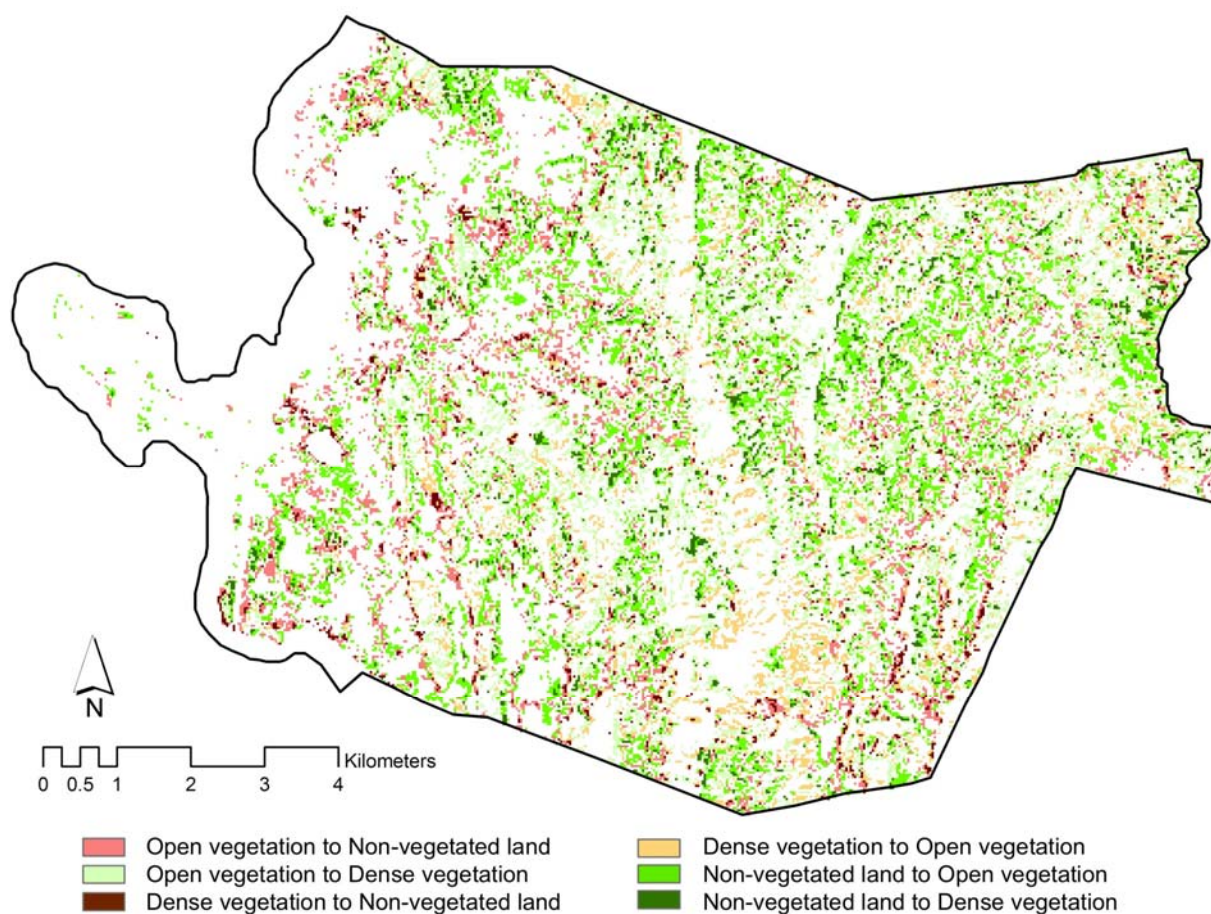 N
Kilometers
0 0.5 1 2 3 4
Open vegetation to Non-vegetated land
Open vegetation to Dense vegetation
Dense vegetation to Non-vegetated land
Dense vegetation to Open vegetation
Non-vegetated land to Open vegetation
Non-vegetated land to Dense vegetation